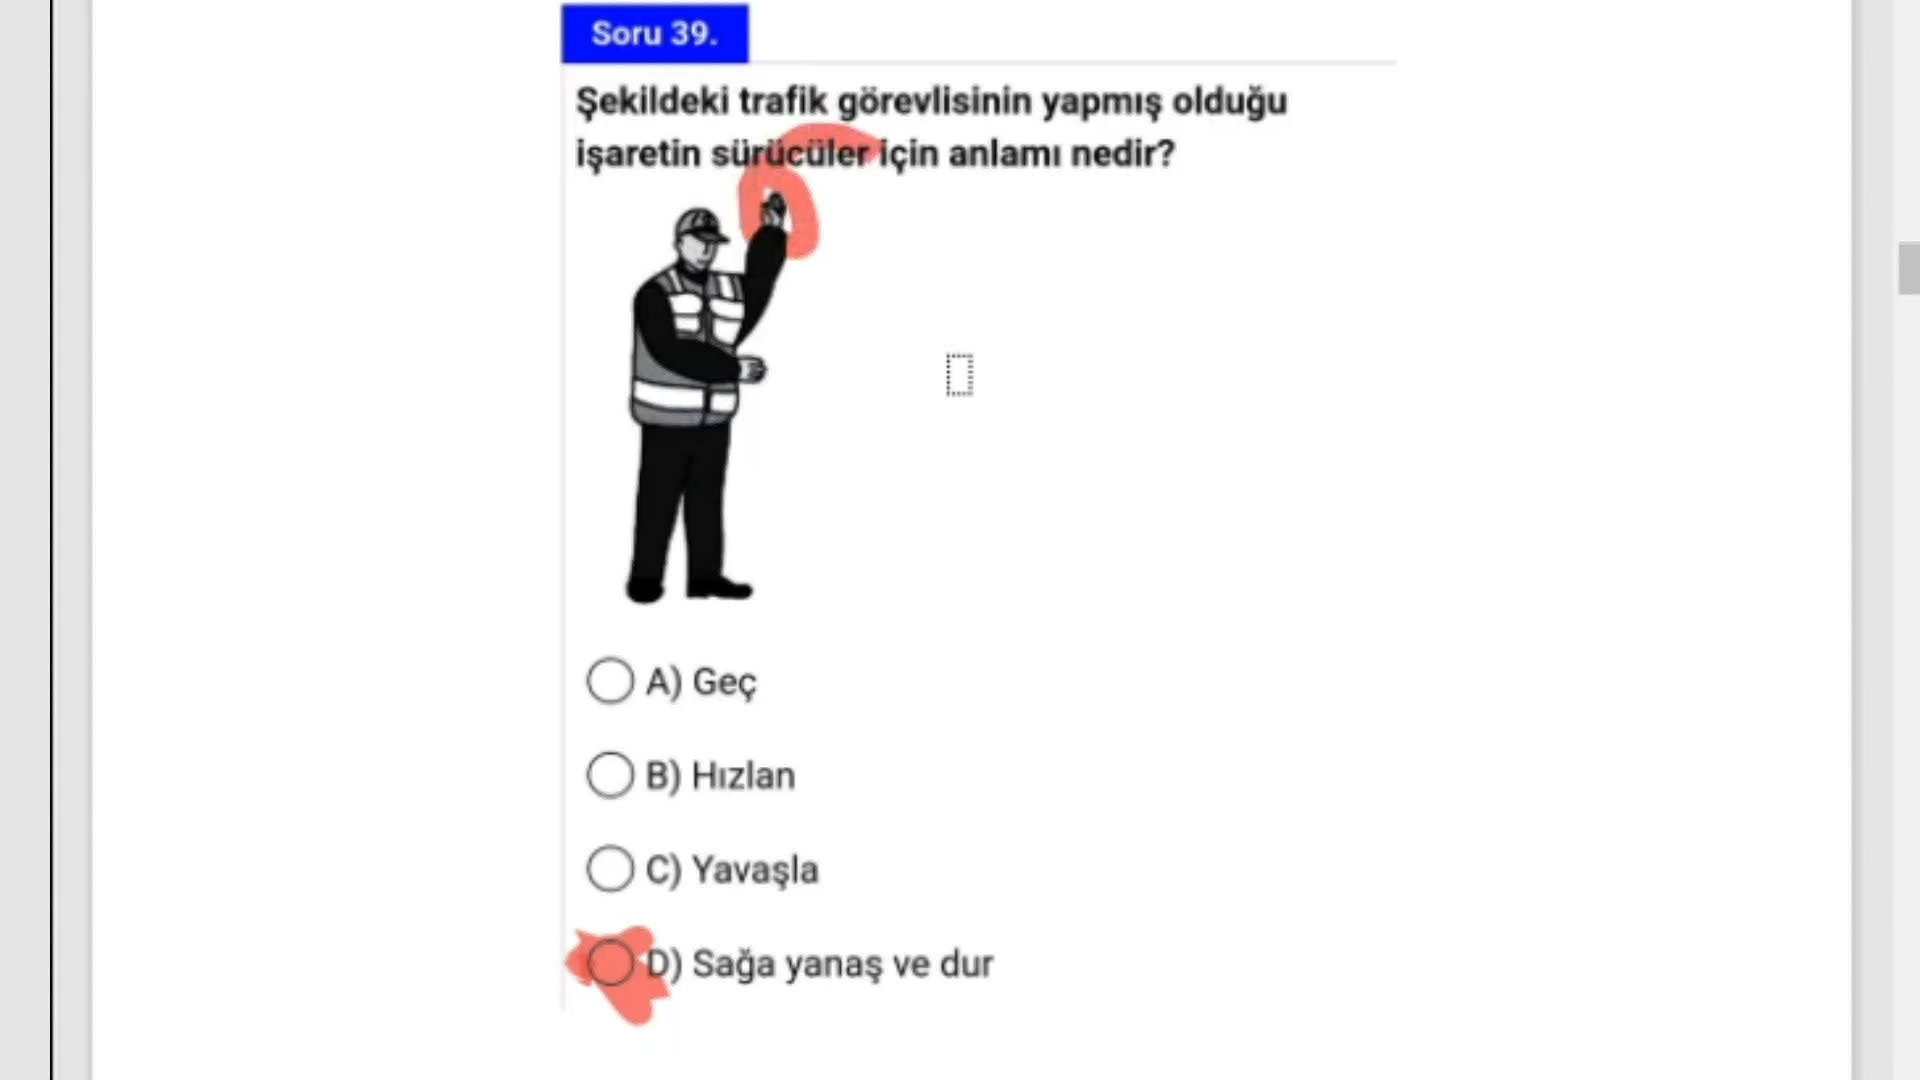 Soru 39.
Şekildeki trafik görevlisinin yapmış olduğu
işaretin sürücüler için anlamı nedir?
A) Geç
B) Hızlan
C) Yavaşla
D) Sağa yanaş ve dur